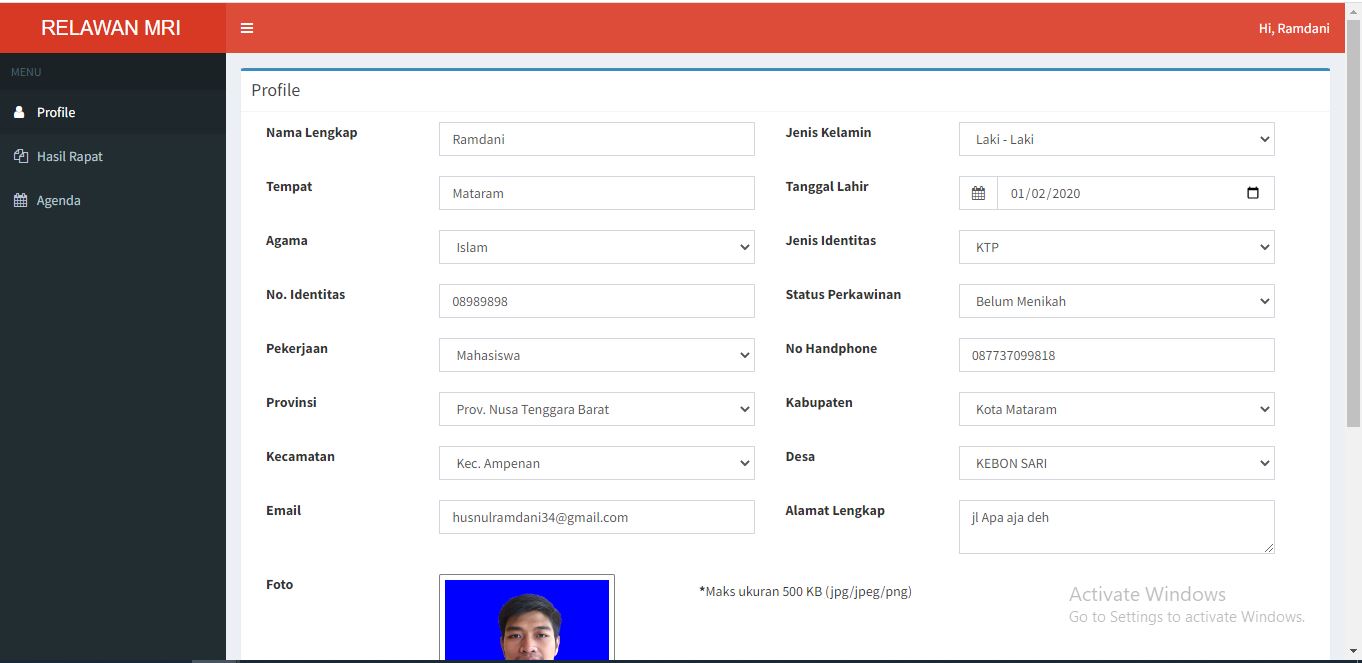 RELAWAN MRI
Hi, Ramdani
MENU
Profile
Hasil Rapat
Agenda
Profile
Nama Lengkap Ramdani Jenis Kelamin Laki - Laki
Tempat Mataram Tanggal Lahir 01/02/2020
Agama Islam Jenis Identitas KTP
No. Identitas 08989898 Status Perkawinan Belum Menikah
Pekerjaan Mahasiswa No Handphone 087737099818
Provinsi Prov. Nusa Tenggara Barat Kabupaten Kota Mataram
Kecamatan Kec. Ampenan Desa KEBON SARI
Email husnulramdani34@gmail.com Alamat Lengkap jl Apa aja deh
Foto *Maks ukuran 500 KB (jpg/jpeg/png)
Activate Windows
Go to Settings to activate Windows.